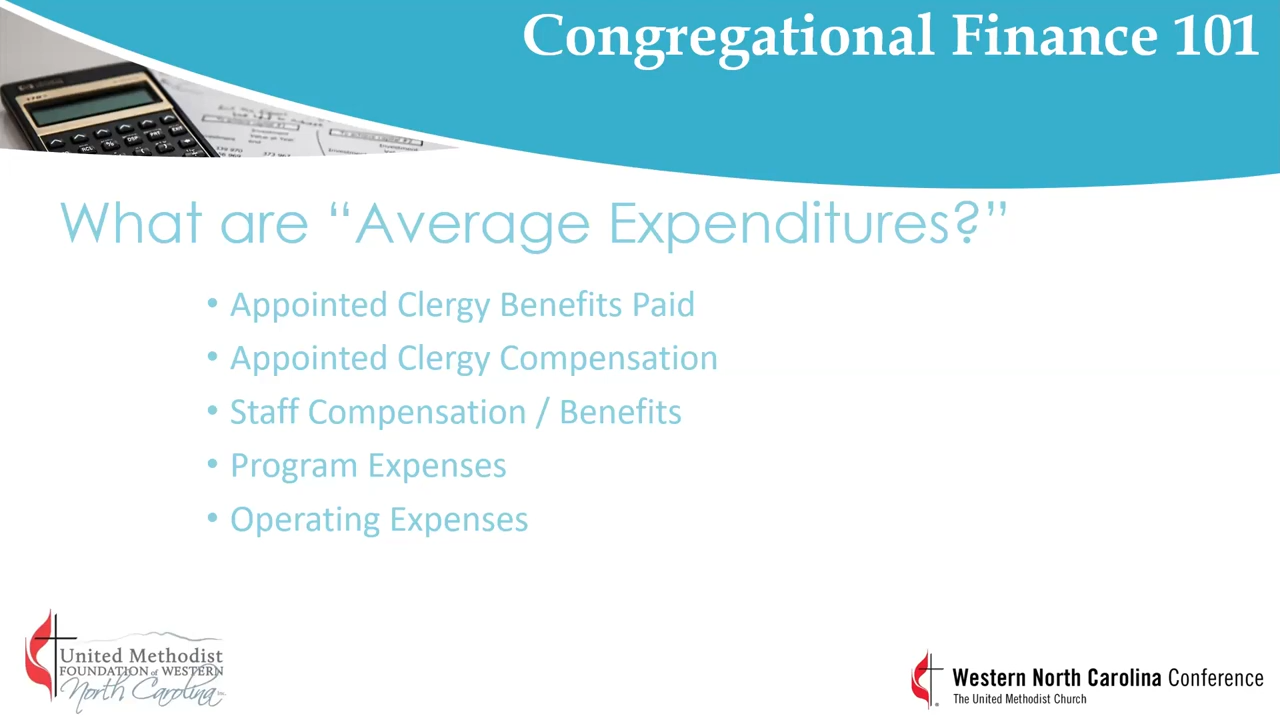 Congregational Finance 101
What are “Average Expenditures?”
• Appointed Clergy Benefits Paid
• Appointed Clergy Compensation
• Staff Compensation / Benefits
• Program Expenses
• Operating Expenses
United Methodist
FOUNDATION of WESTERN
North Carolina
Western North Carolina Conference
The United Methodist Church